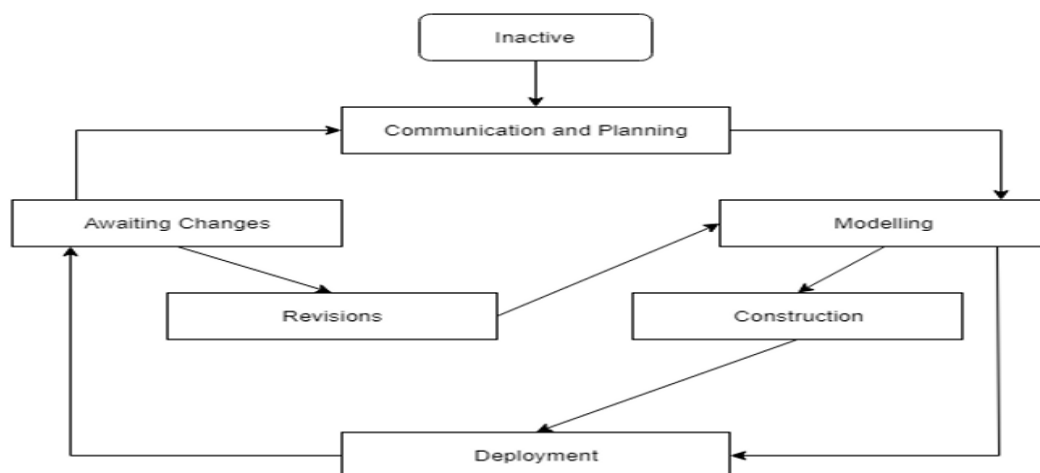 Inactive
Communication and Planning
Awaiting Changes
Modelling
Revisions
Construction
Deployment